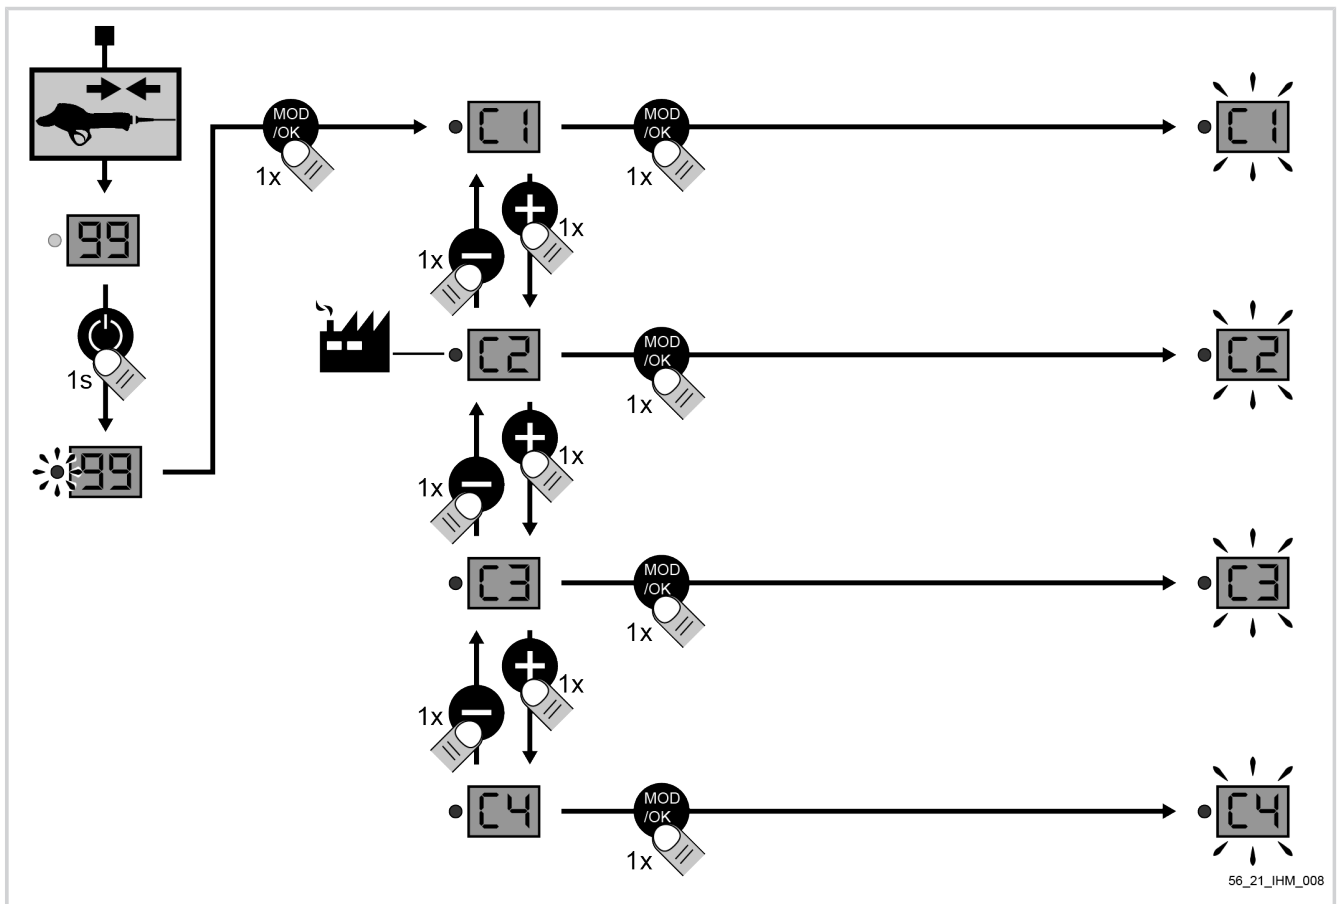 MOD
/OK
1x
C1
MOD
/OK
1x
C1
99
1x
1x
1s
C2
MOD
/OK
1x
C2
99
1x
1x
C3
MOD
/OK
1x
C3
1x
1x
C4
MOD
/OK
1x
C4
56_21_IHM_008